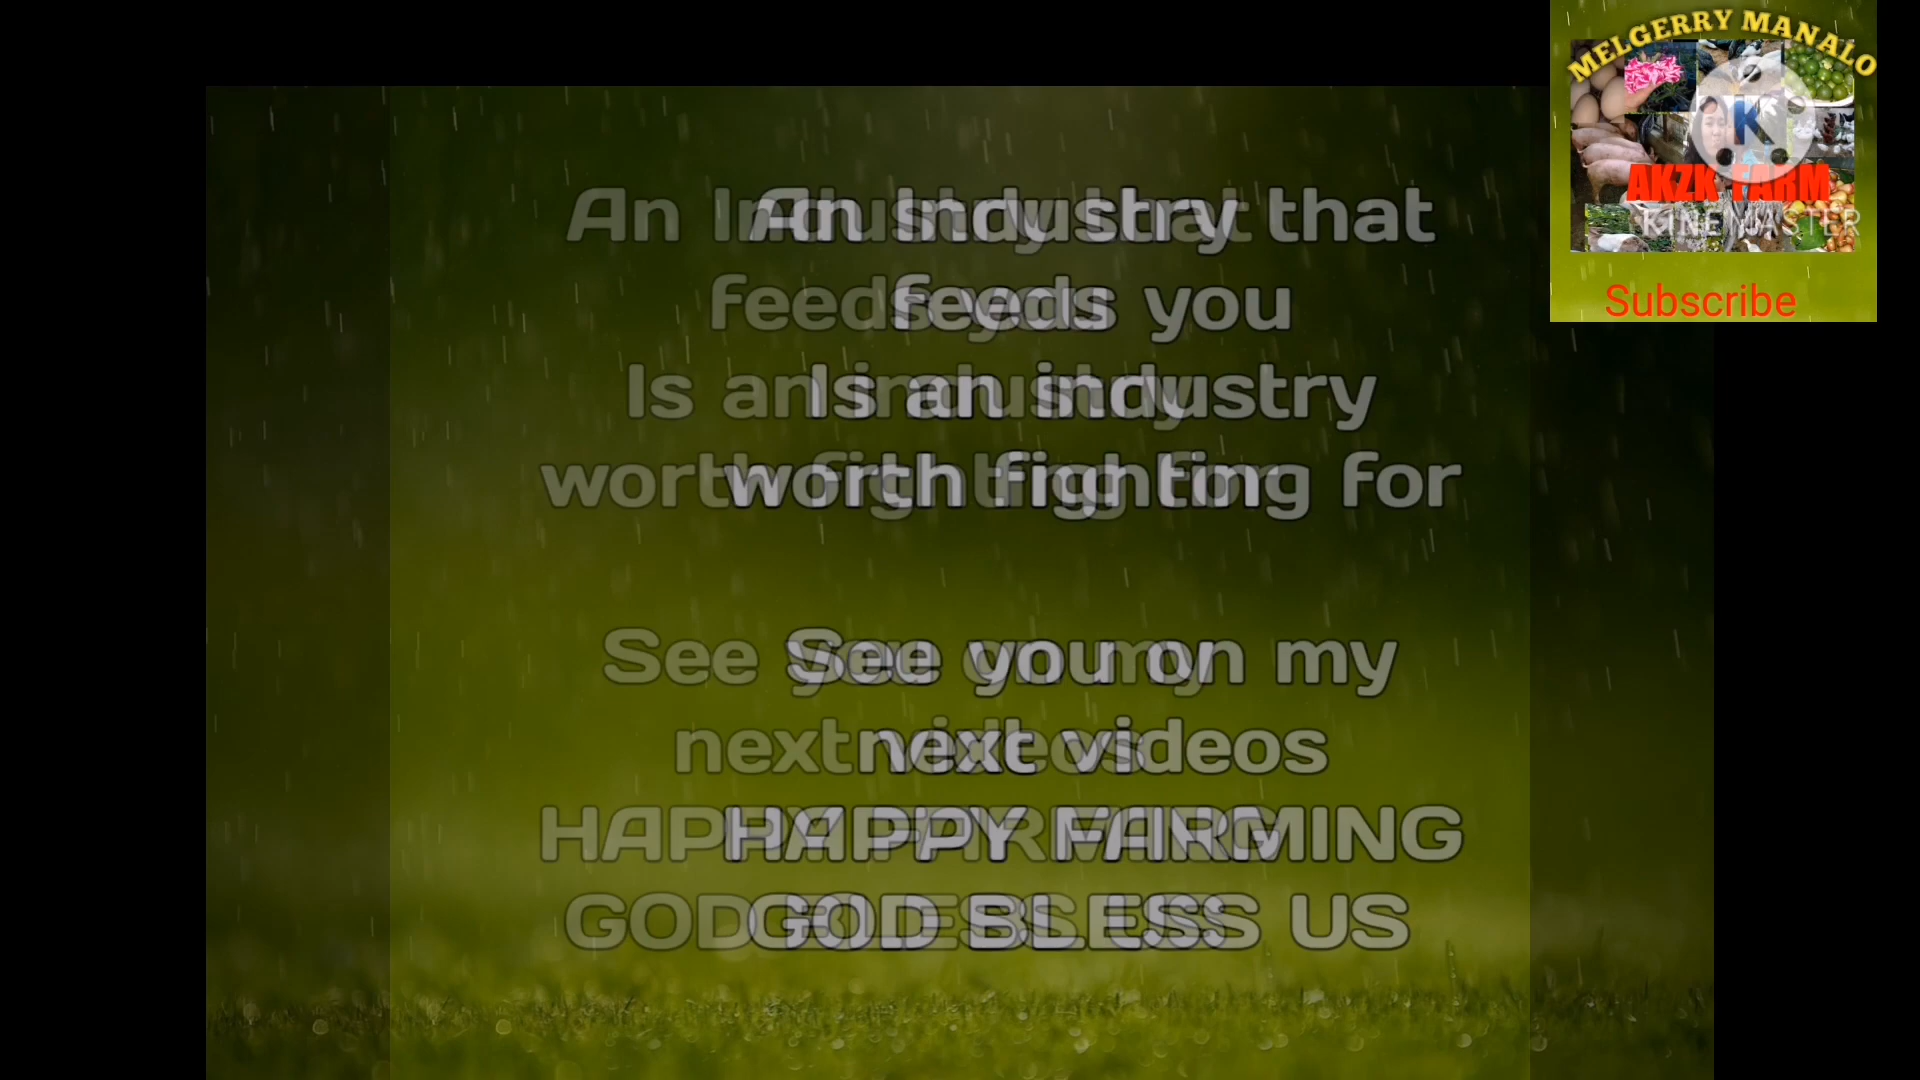 MELGERRY MANALO
K
AKZK FARM
KINEMASTER
Subscribe
An Industry that
feeds you
Is an industry
worth fighting for
See you on my
next videos
HAPPY FARMING
GOD BLESS US